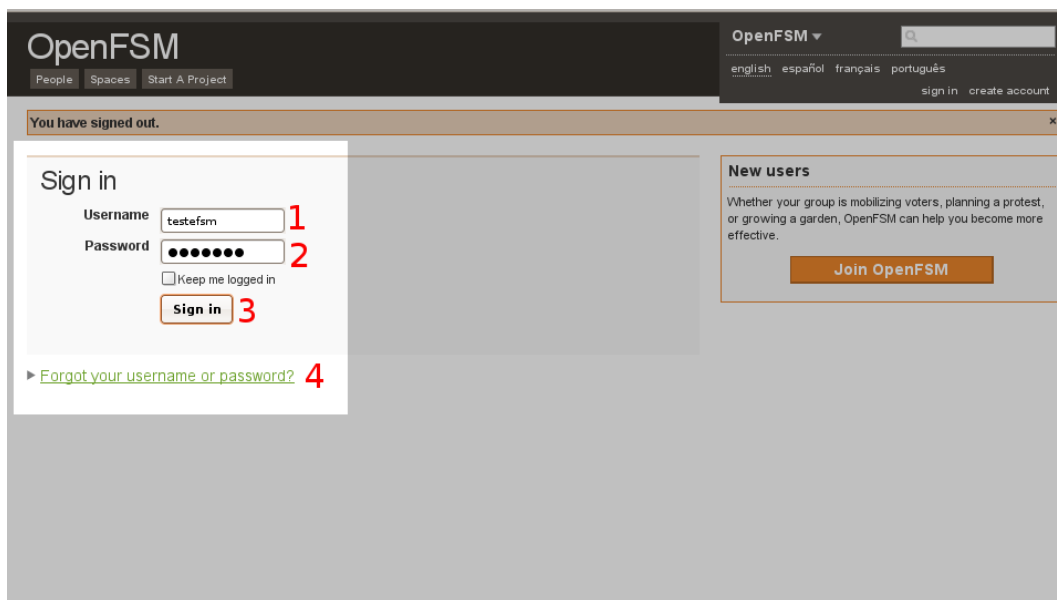 OpenFSM
People Spaces Start A Project
OpenFSM
english español français português
sign in create account
You have signed out.
×
Sign in
Username testefsm 1
Password ●●●●●●● 2
Keep me logged in
Sign in 3
Forgot your username or password? 4
New users
Whether your group is mobilizing voters, planning a protest,
or growing a garden, OpenFSM can help you become more
effective.
Join OpenFSM